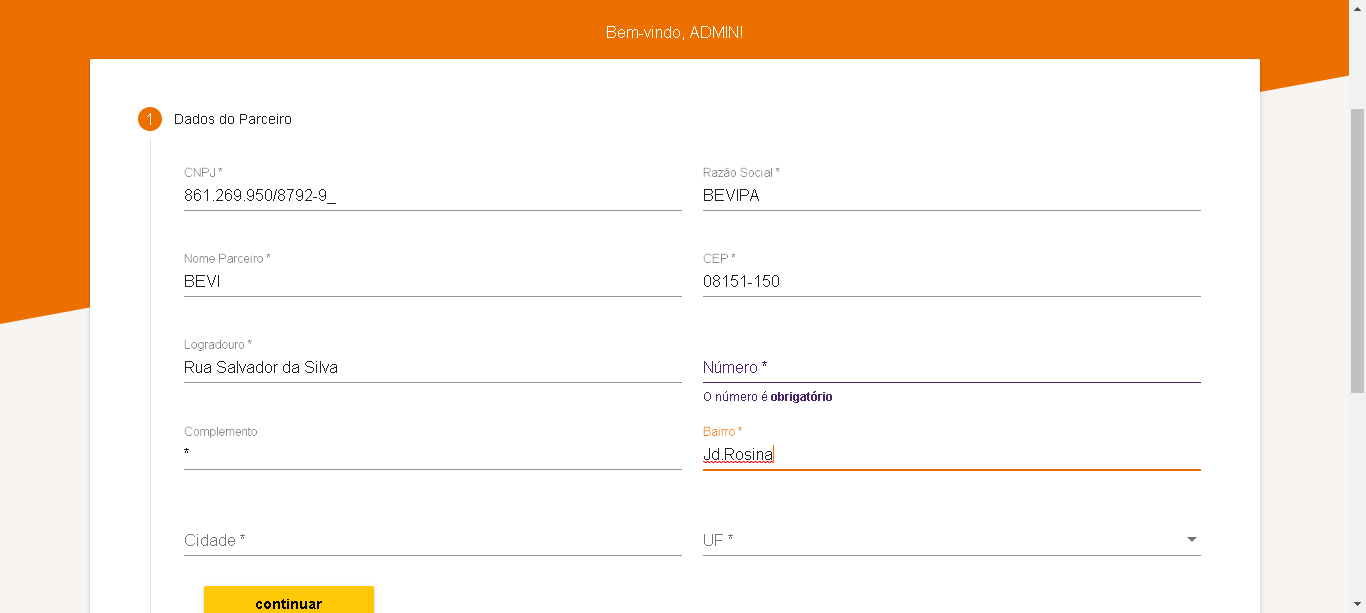 Bem-vindo, ADMIN!
1 Dados do Parceiro
CNPJ * Razão Social *
861.269.950/8792-9_ BEVIPA
Nome Parceiro * CEP *
BEVI 08151-150
Logradouro *
Rua Salvador da Silva Número *
O número é obrigatório
Complemento Bairro *
* Jd.Rosina
Cidade * UF *
continuar